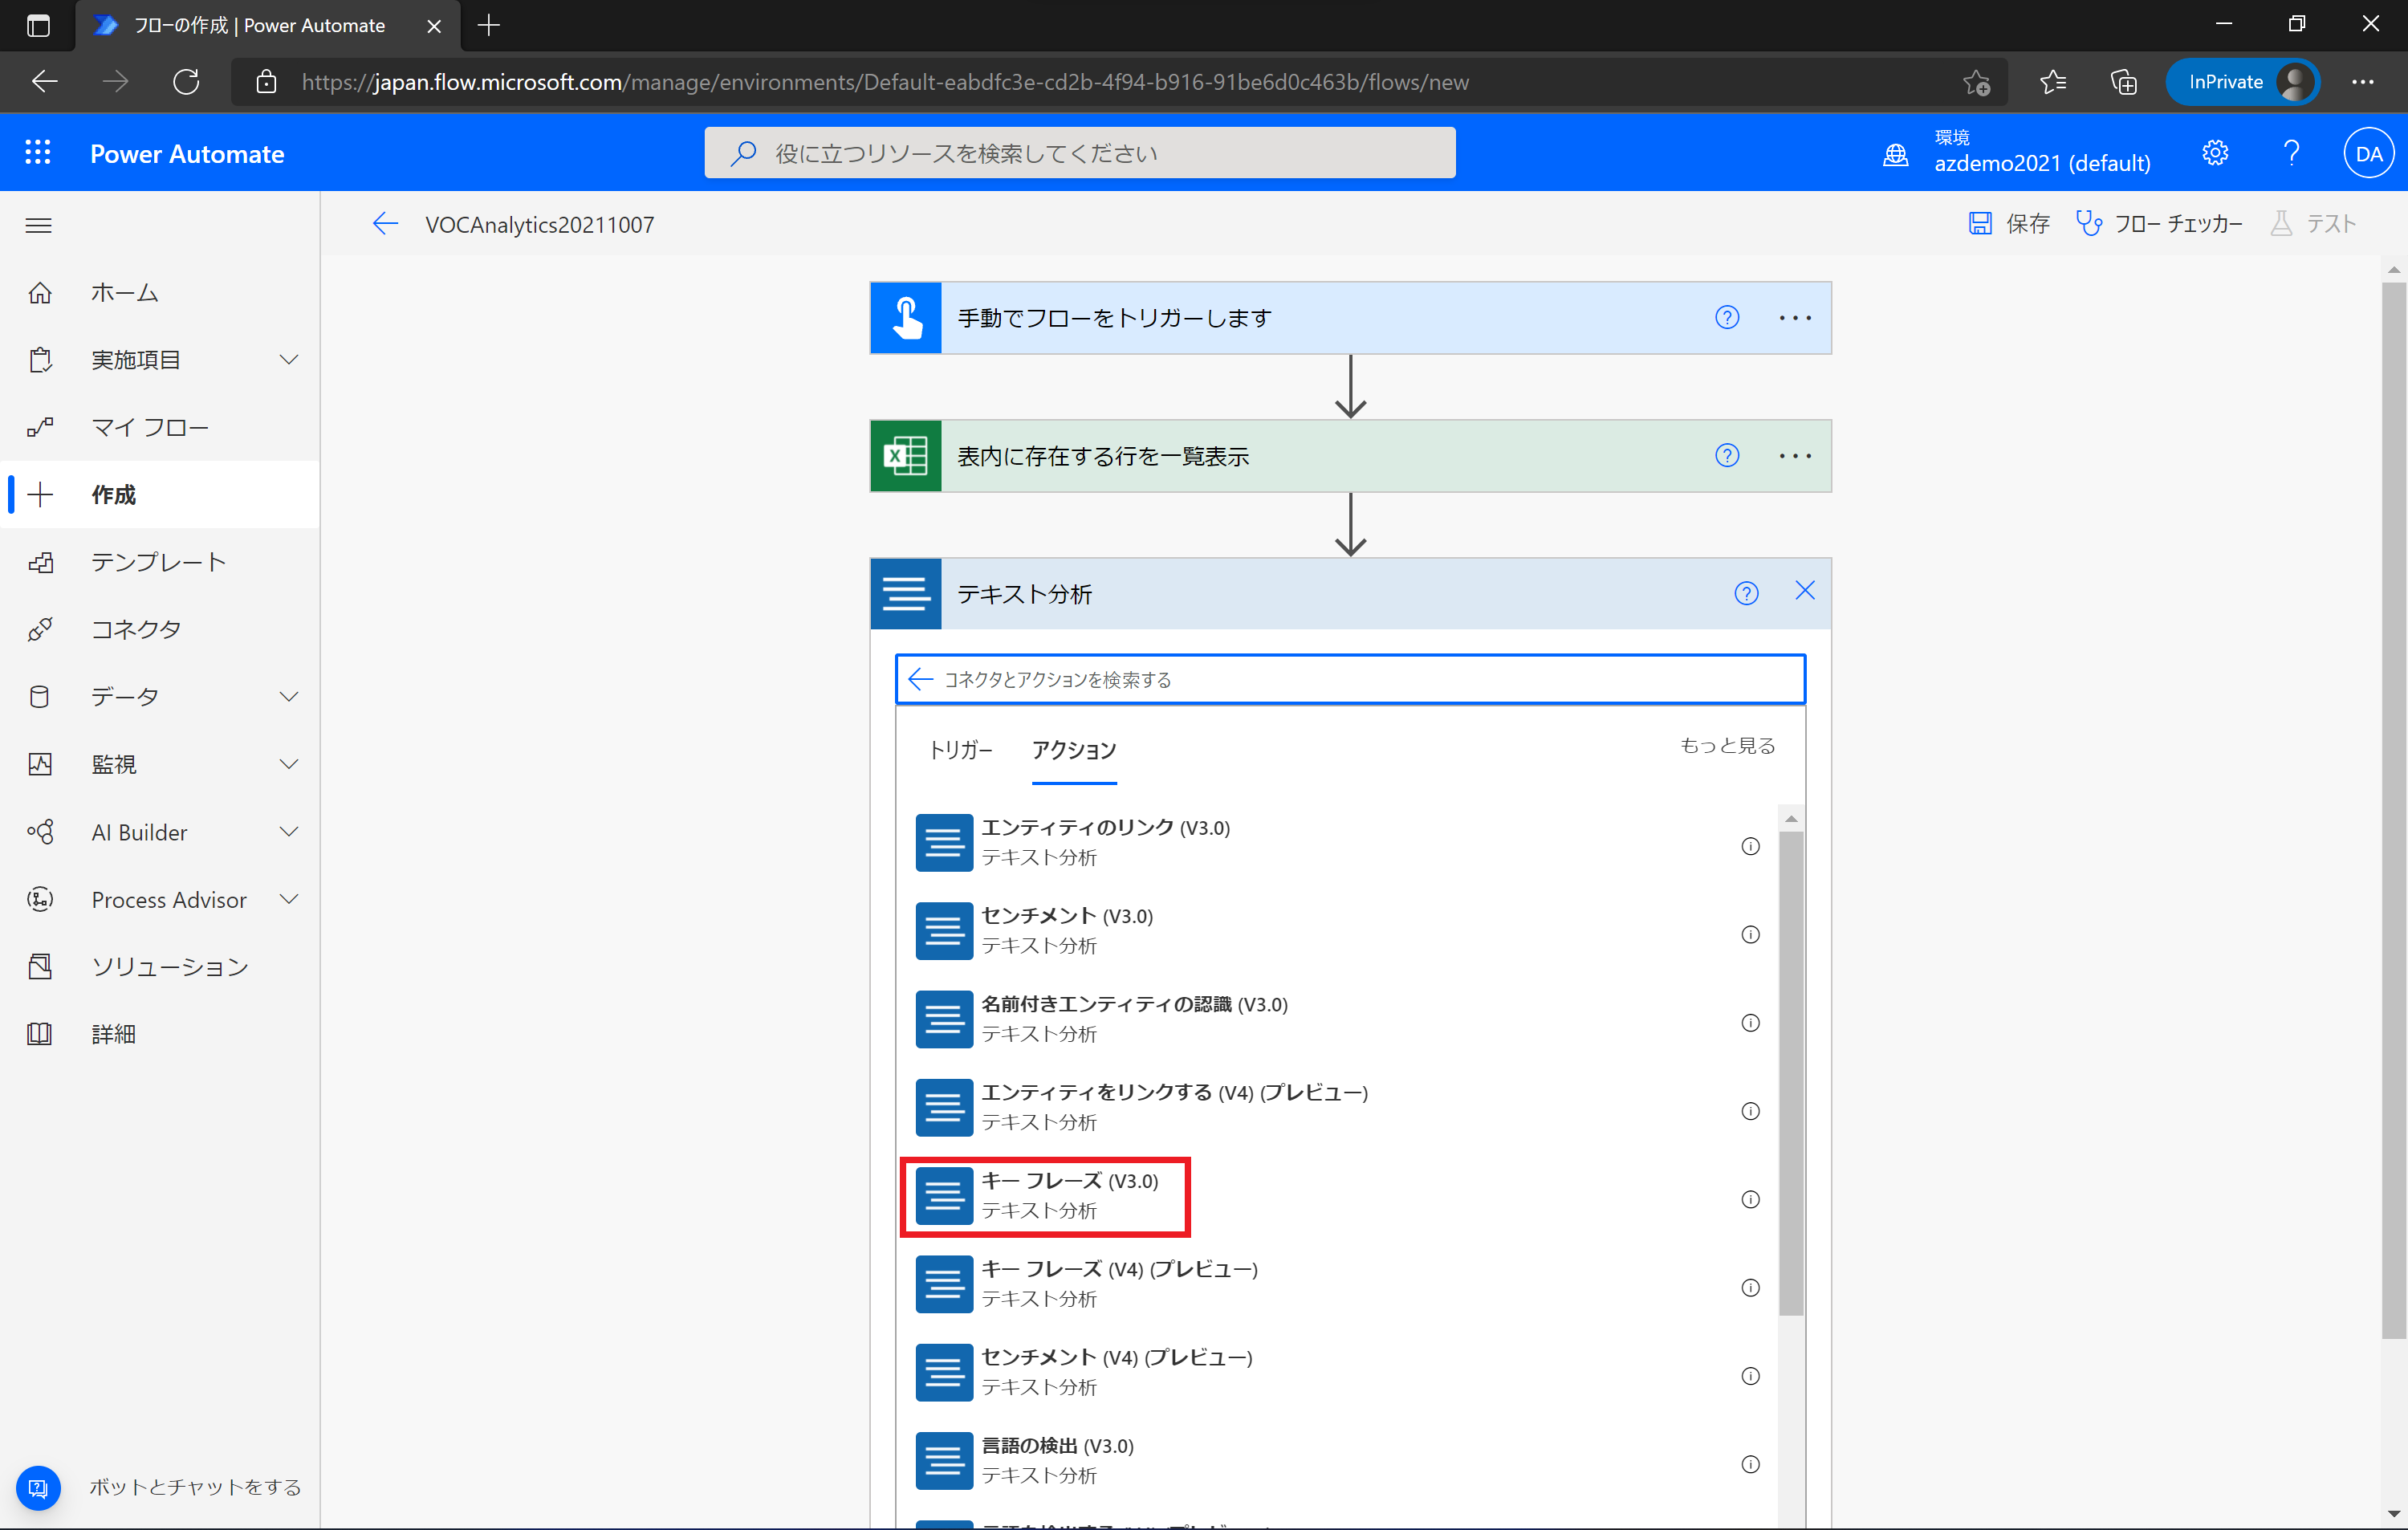 フローの作成 | Power Automate
https://japan.flow.microsoft.com/manage/environments/Default-eabdfc3e-cd2b-4f94-b916-91be6d0c463b/flows/new
InPrivate
Power Automate
役に立つリソースを検索してください
環境
azdemo2021 (default)
DA
VOCAnalytics20211007
保存
フロー チェッカー
テスト
ホーム
実施項目
マイ フロー
作成
テンプレート
コネクタ
データ
監視
AI Builder
Process Advisor
ソリューション
詳細
ボットとチャットをする
手動でフローをトリガーします
表内に存在する行を一覧表示
テキスト分析
コネクタとアクションを検索する
トリガー
アクション
もっと見る
エンティティのリンク (V3.0)
テキスト分析
センチメント (V3.0)
テキスト分析
名前付きエンティティの認識 (V3.0)
テキスト分析
エンティティをリンクする (V4) (プレビュー)
テキスト分析
キー フレーズ (V3.0)
テキスト分析
キー フレーズ (V4) (プレビュー)
テキスト分析
センチメント (V4) (プレビュー)
テキスト分析
言語の検出 (V3.0)
テキスト分析